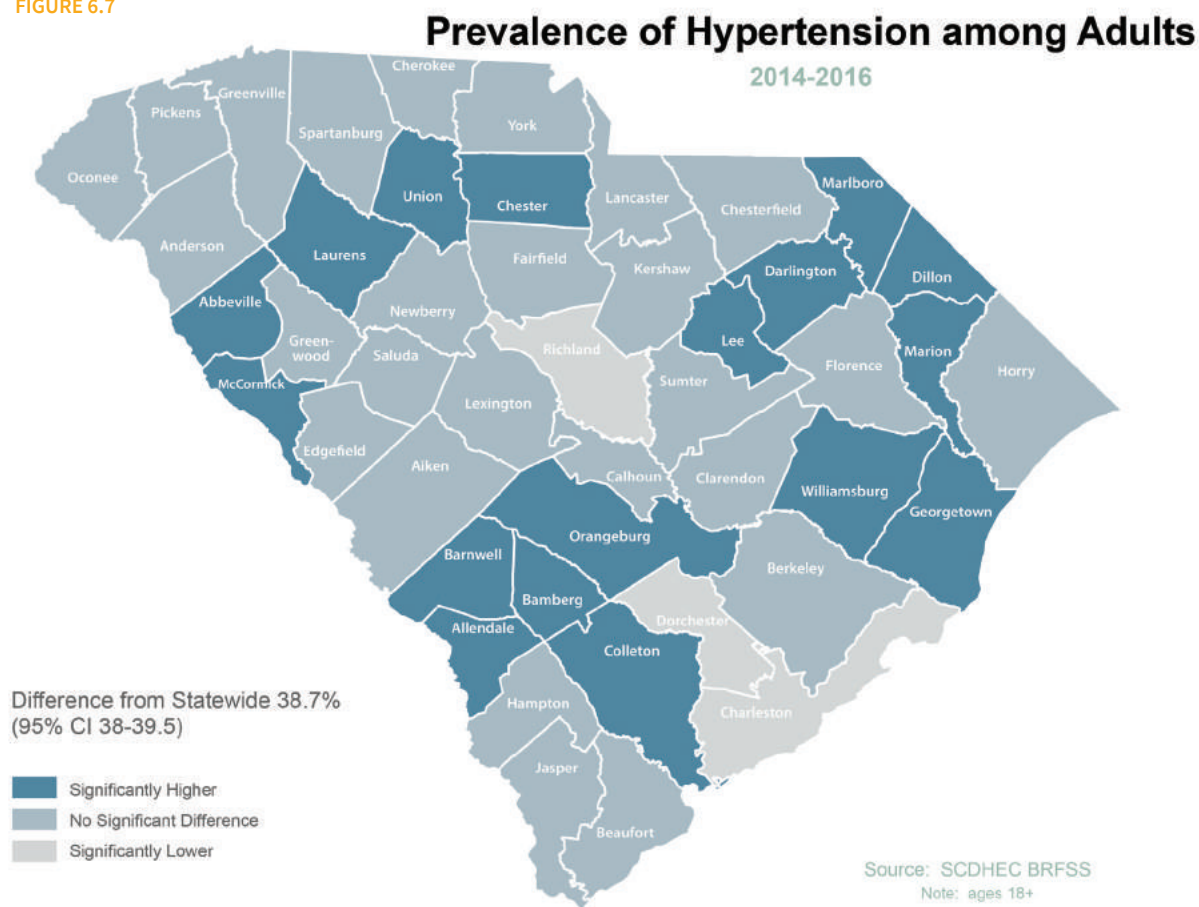 FIGURE 6.7
Prevalence of Hypertension among Adults
2014-2016
Cherokee
Greenville
Pickens
York
Spartanburg
Oconee
Marlboro
Union
Lancaster
Chester
Chesterfield
Anderson
Laurens
Fairfield
Kershaw
Darlington
Dillon
Abbeville
Newberry
Green-
wood
Lee
Richland
Marion
Saluda
Florence
Horry
McCormick
Sumter
Lexington
Edgefield
Aiken
Calhoun
Clarendon
Williamsburg
Georgetown
Orangeburg
Barnwell
Berkeley
Bamberg
Dorchester
Allendale
Colleton
Hampton
Charleston
Jasper
Beaufort
Difference from Statewide 38.7%
(95% CI 38-39.5)
Significantly Higher
No Significant Difference
Significantly Lower
Source: SCDHEC BRFSS
Note: ages 18+